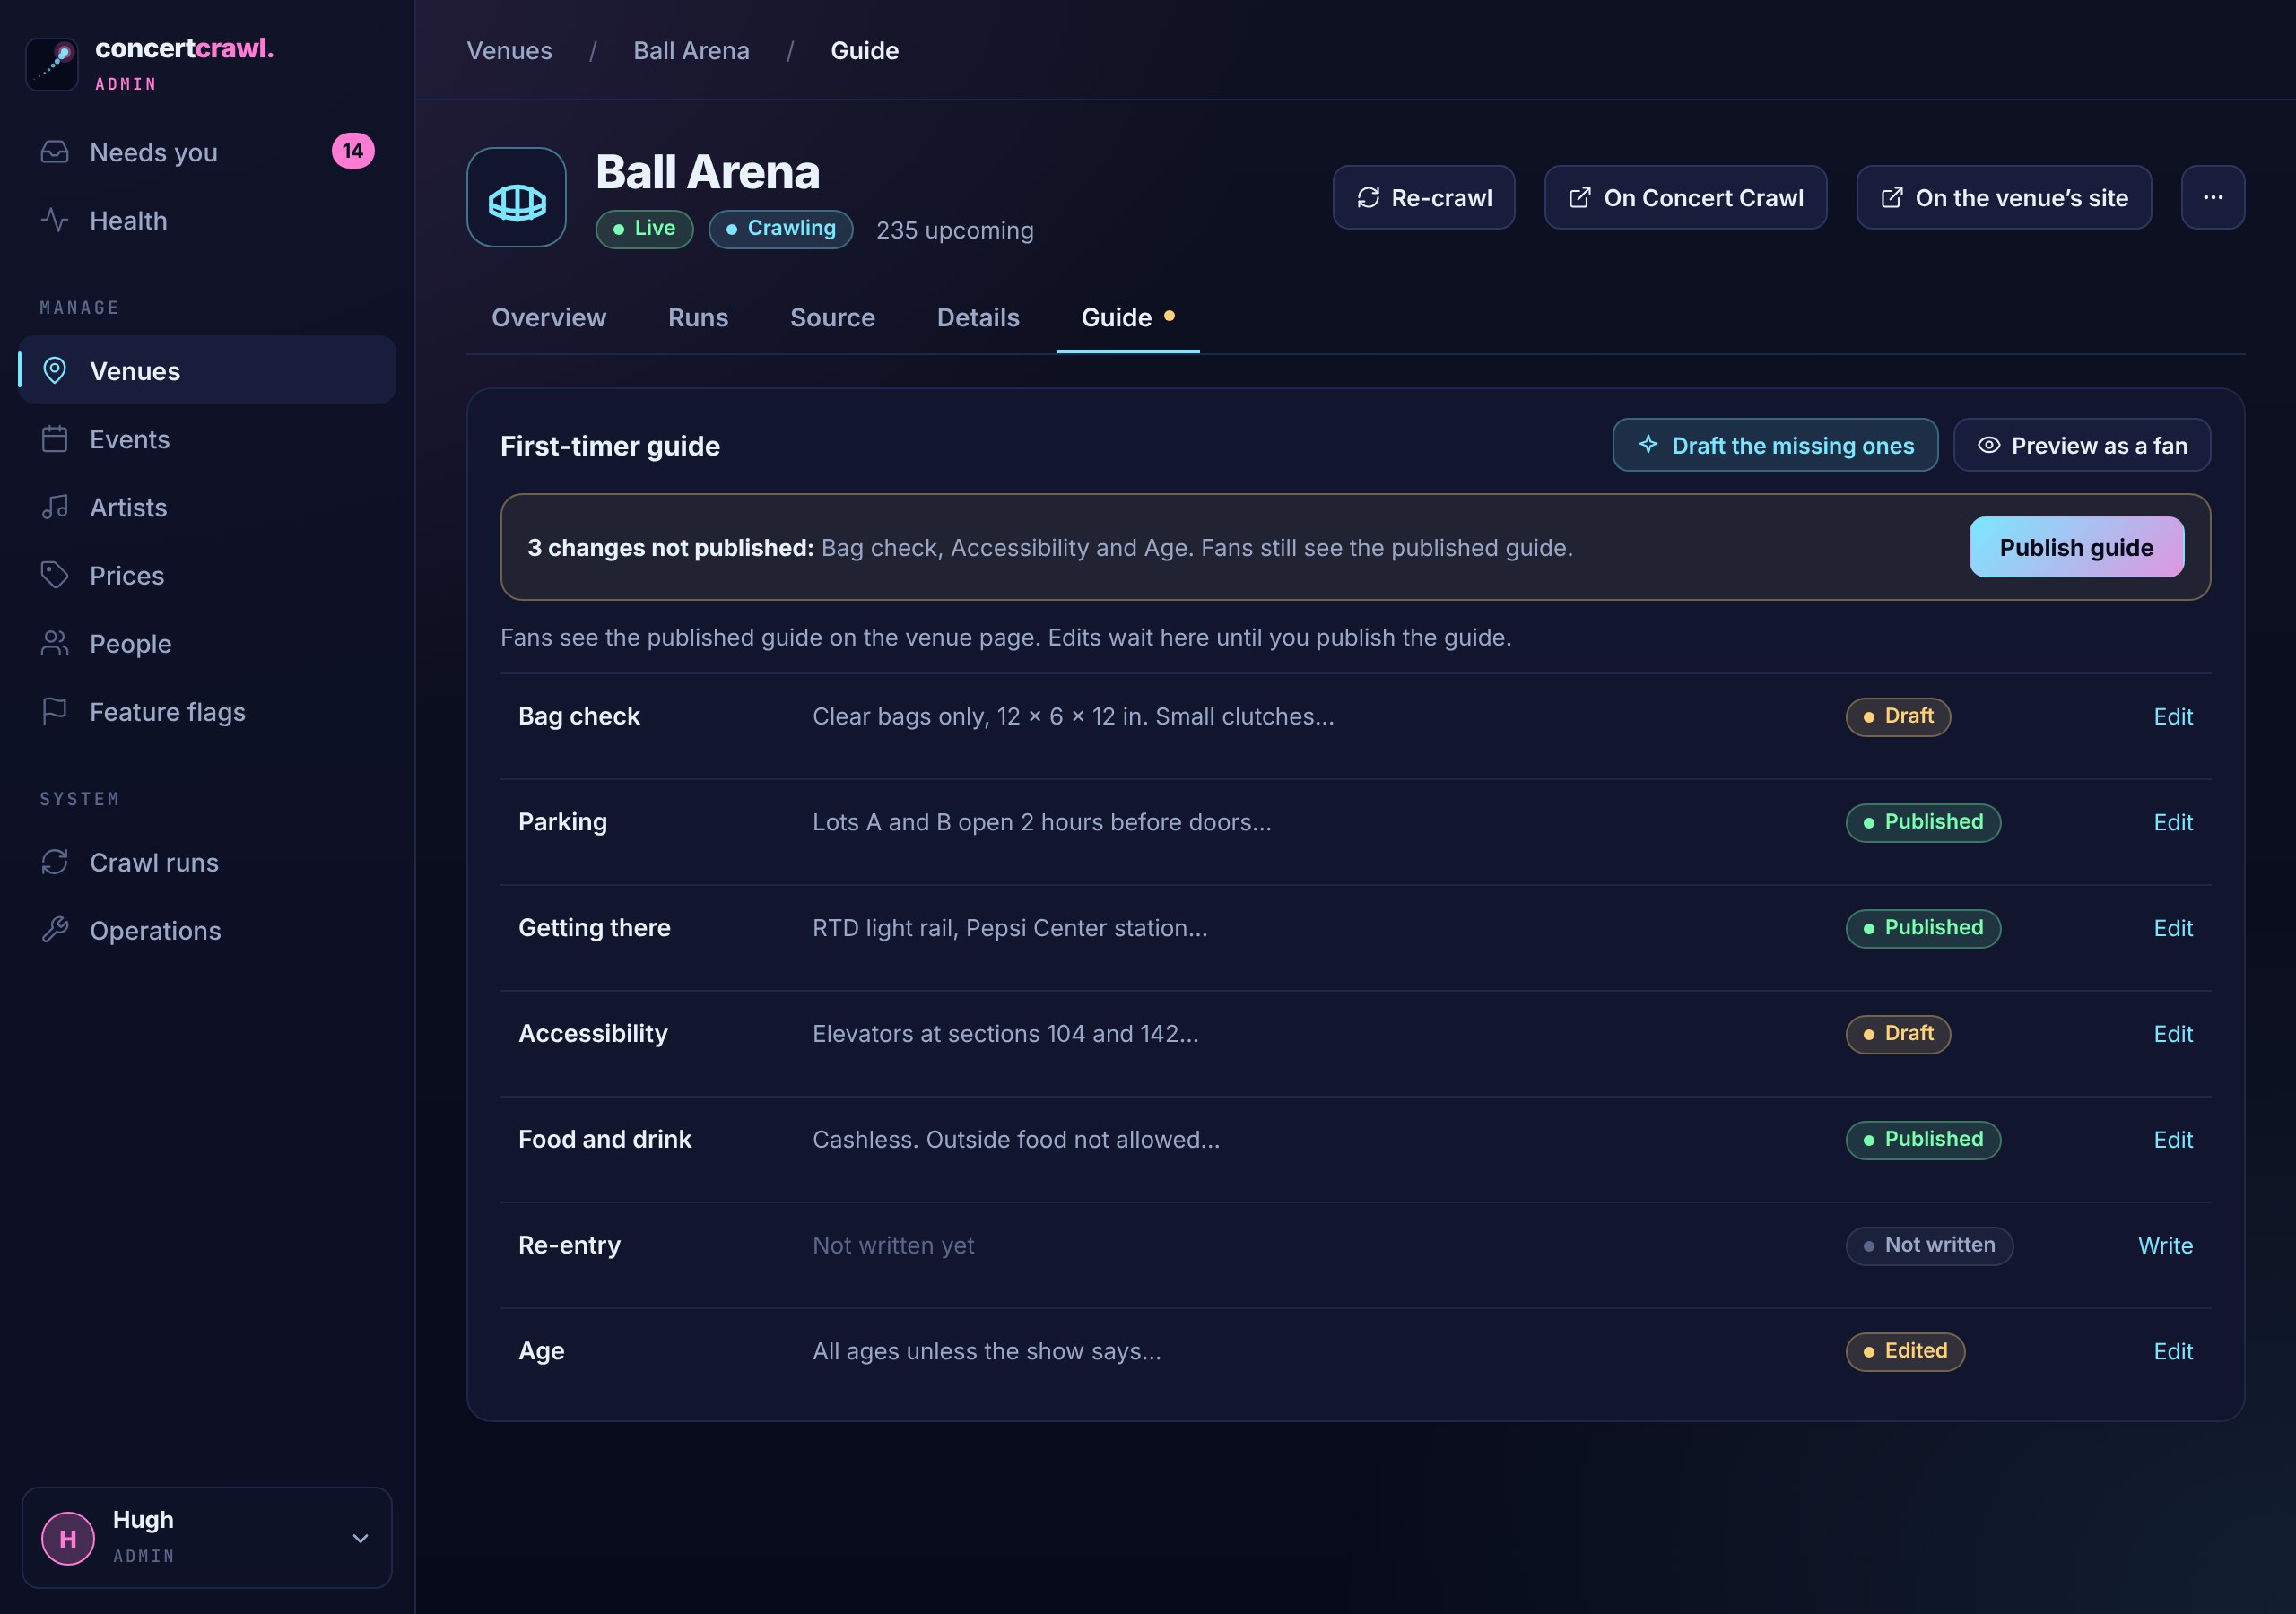 concertcrawl.
ADMIN
Needs you
14
Health
MANAGE
Venues
Events
Artists
Prices
People
Feature flags
SYSTEM
Crawl runs
Operations
H
Hugh
ADMIN
Venues / Ball Arena / Guide
Ball Arena
Live
Crawling
235 upcoming
Re-crawl
On Concert Crawl
On the venue’s site
Overview
Runs
Source
Details
Guide
First-timer guide
Draft the missing ones
Preview as a fan
3 changes not published: Bag check, Accessibility and Age. Fans still see the published guide.
Publish guide
Fans see the published guide on the venue page. Edits wait here until you publish the guide.
Bag check
Clear bags only, 12 × 6 × 12 in. Small clutches…
Draft
Edit
Parking
Lots A and B open 2 hours before doors…
Published
Edit
Getting there
RTD light rail, Pepsi Center station…
Published
Edit
Accessibility
Elevators at sections 104 and 142…
Draft
Edit
Food and drink
Cashless. Outside food not allowed…
Published
Edit
Re-entry
Not written yet
Not written
Write
Age
All ages unless the show says…
Edited
Edit